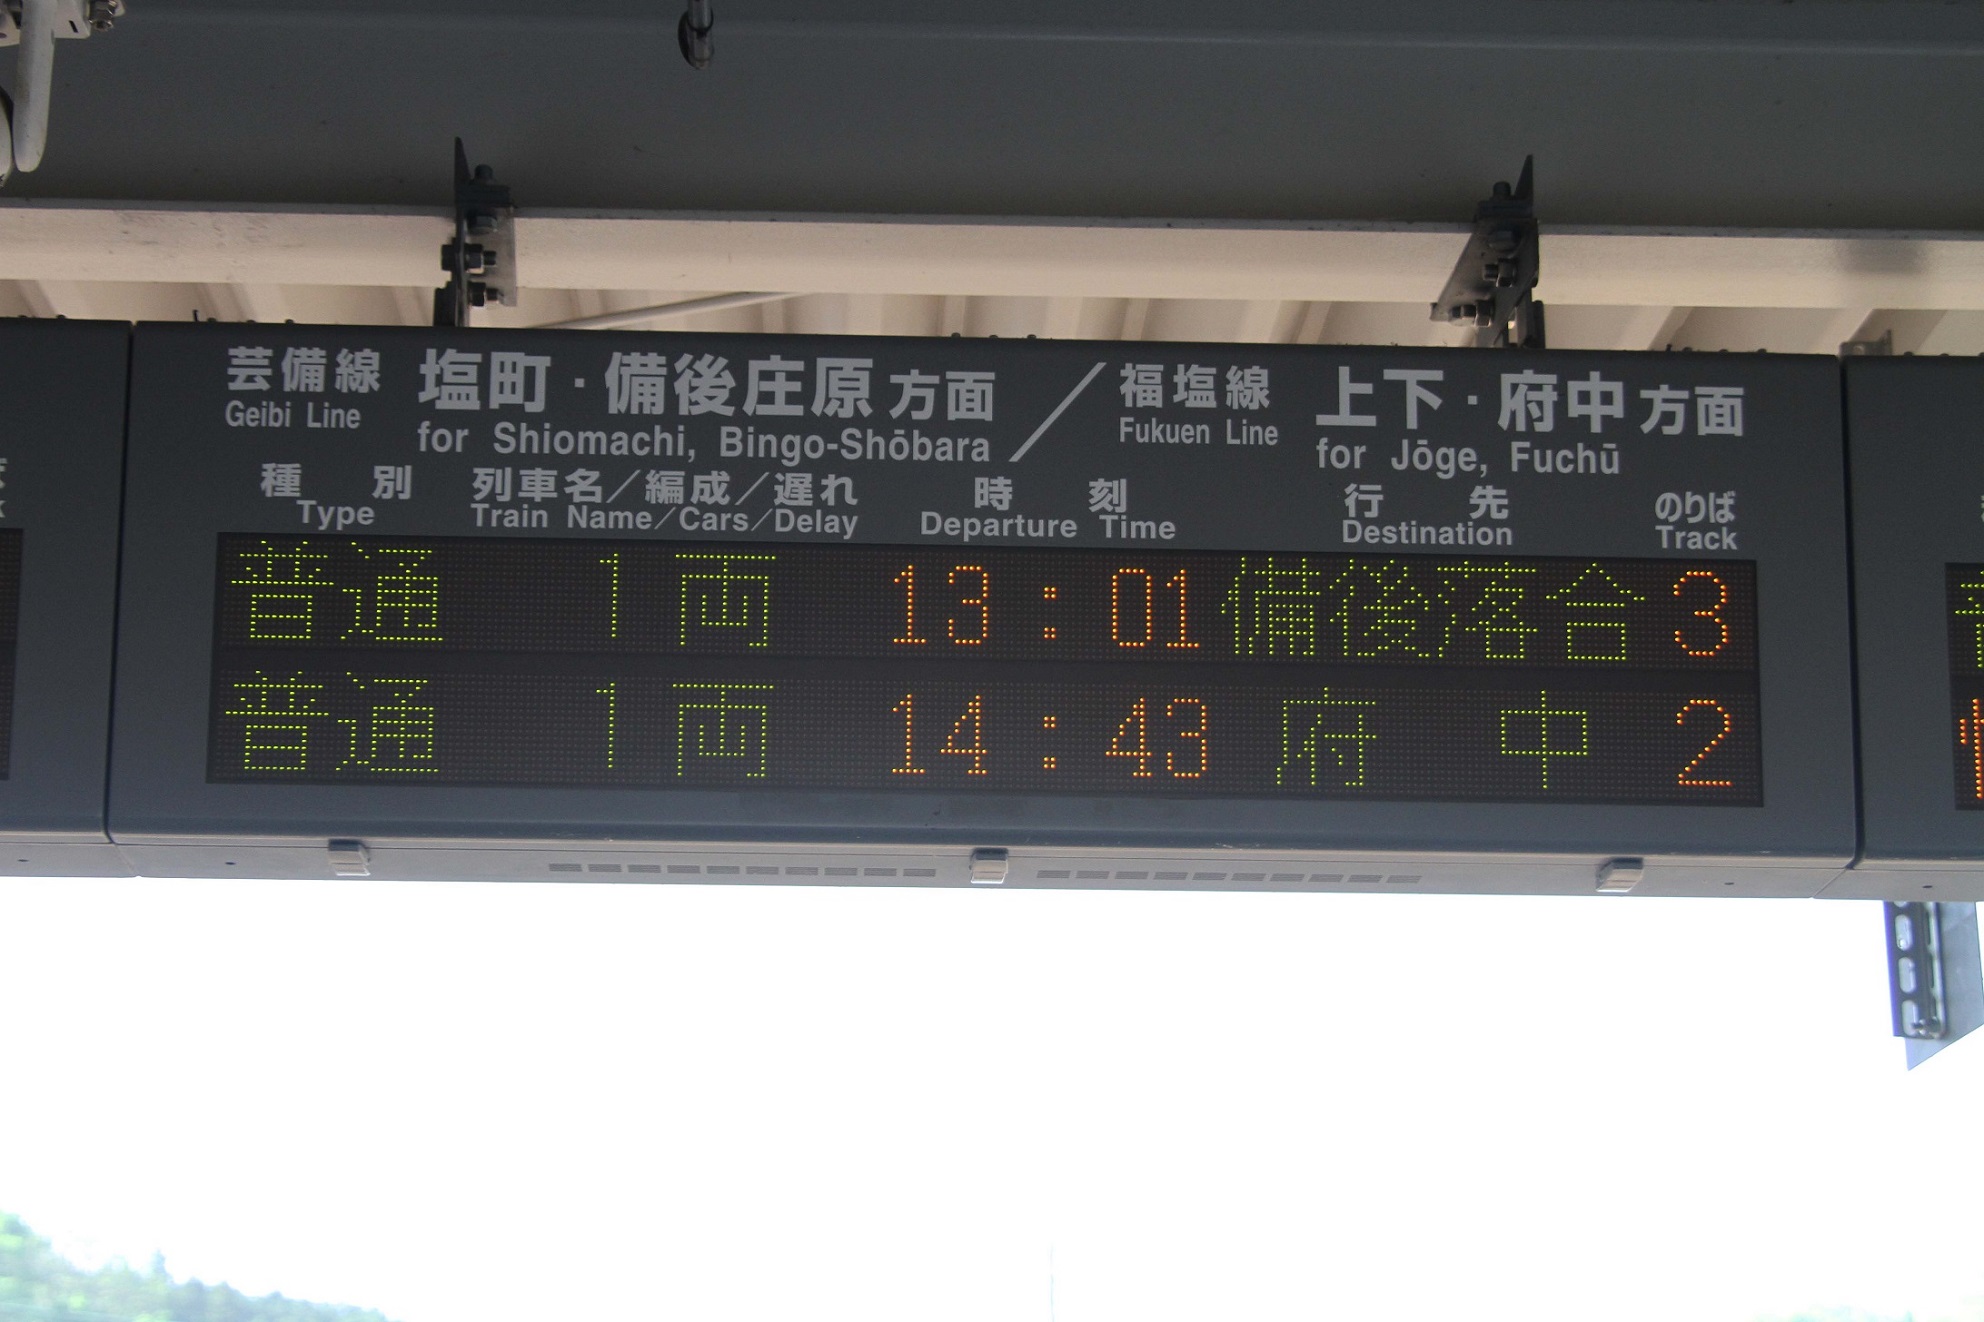 芸備線 塩町・備後庄原方面／福塩線 上下・府中方面
Geibi Line for Shiomachi, Bingo-Shōbara Fukuen Line for Jōge, Fuchū
種別 列車名／編成／遅れ 時刻 行先 のりば
Type Train Name／Cars／Delay Departure Time Destination Track
普通 1両 13:01 備後落合 3
普通 1両 14:43 府中 2